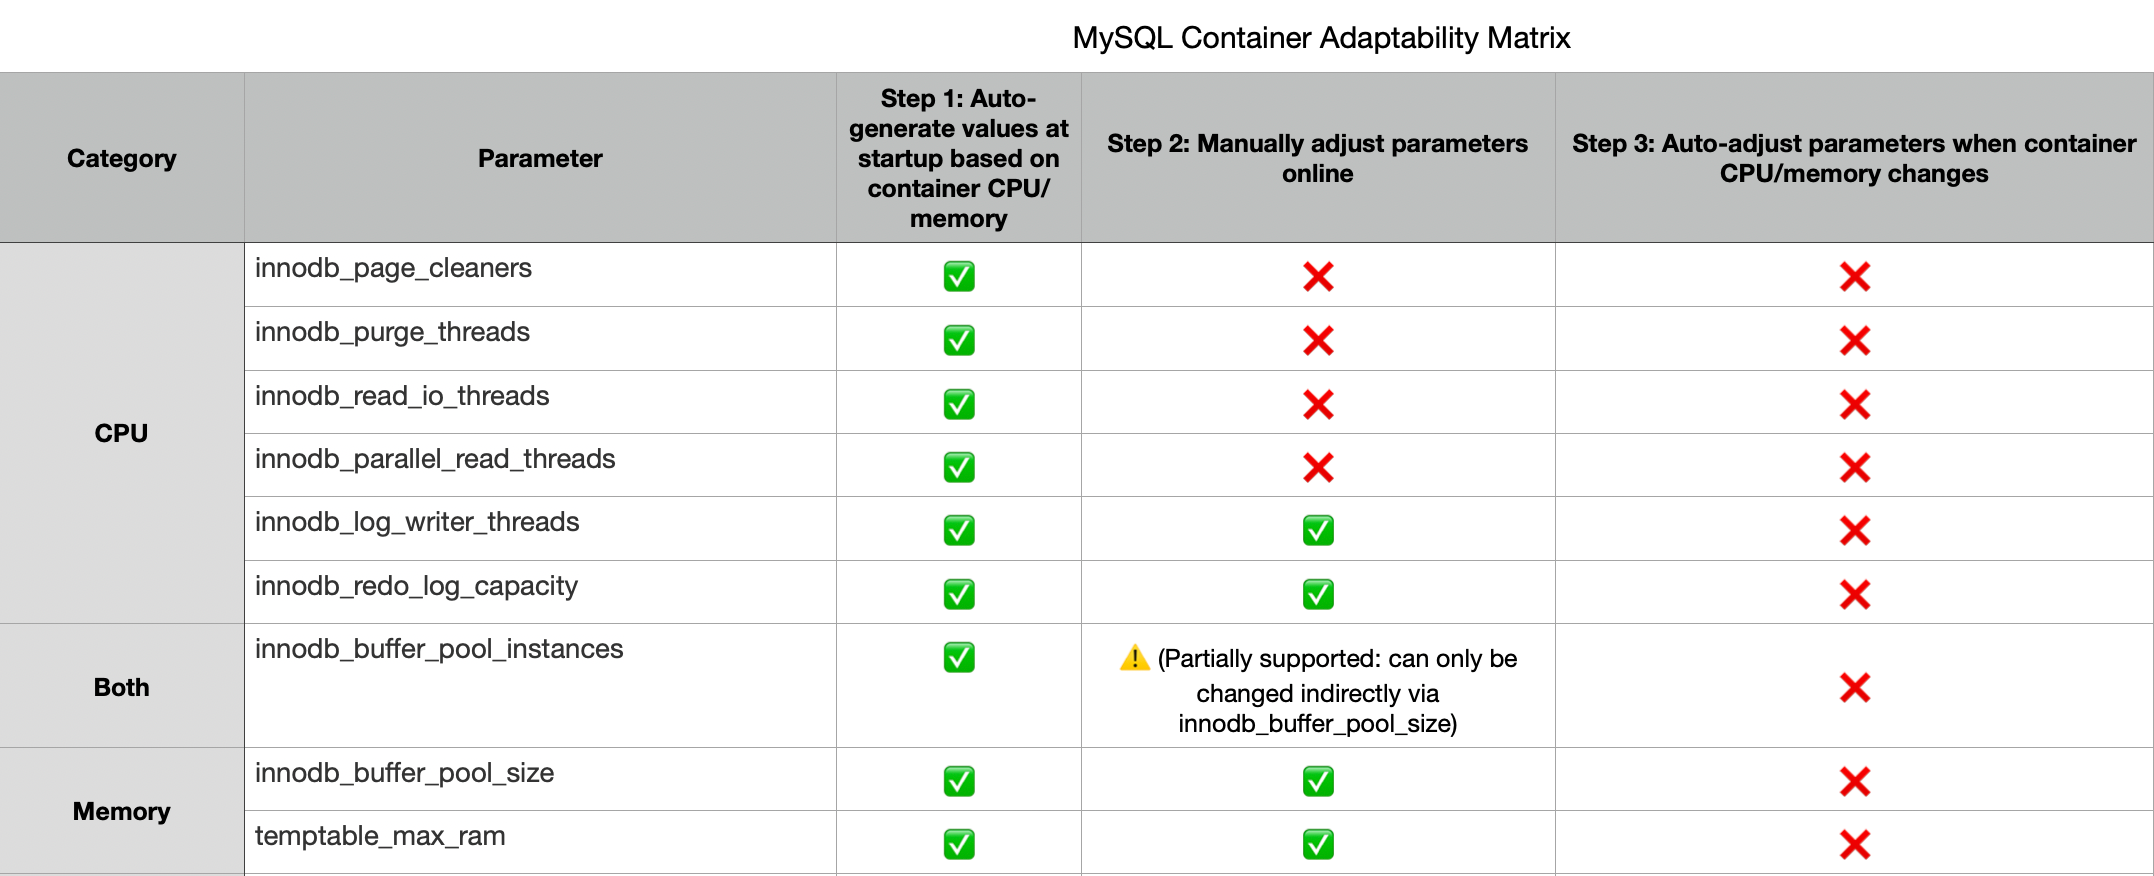 MySQL Container Adaptability Matrix
Category
Parameter
Step 1: Auto-
generate values at
startup based on
container CPU/
memory
Step 2: Manually adjust parameters
online
Step 3: Auto-adjust parameters when container
CPU/memory changes
CPU
innodb_page_cleaners
✅ ❌ ❌
innodb_purge_threads
✅ ❌ ❌
innodb_read_io_threads
✅ ❌ ❌
innodb_parallel_read_threads
✅ ❌ ❌
innodb_log_writer_threads
✅ ✅ ❌
innodb_redo_log_capacity
✅ ✅ ❌
Both
innodb_buffer_pool_instances
✅
⚠️ (Partially supported: can only be
changed indirectly via
innodb_buffer_pool_size)
❌
Memory
innodb_buffer_pool_size
✅ ✅ ❌
temptable_max_ram
✅ ✅ ❌